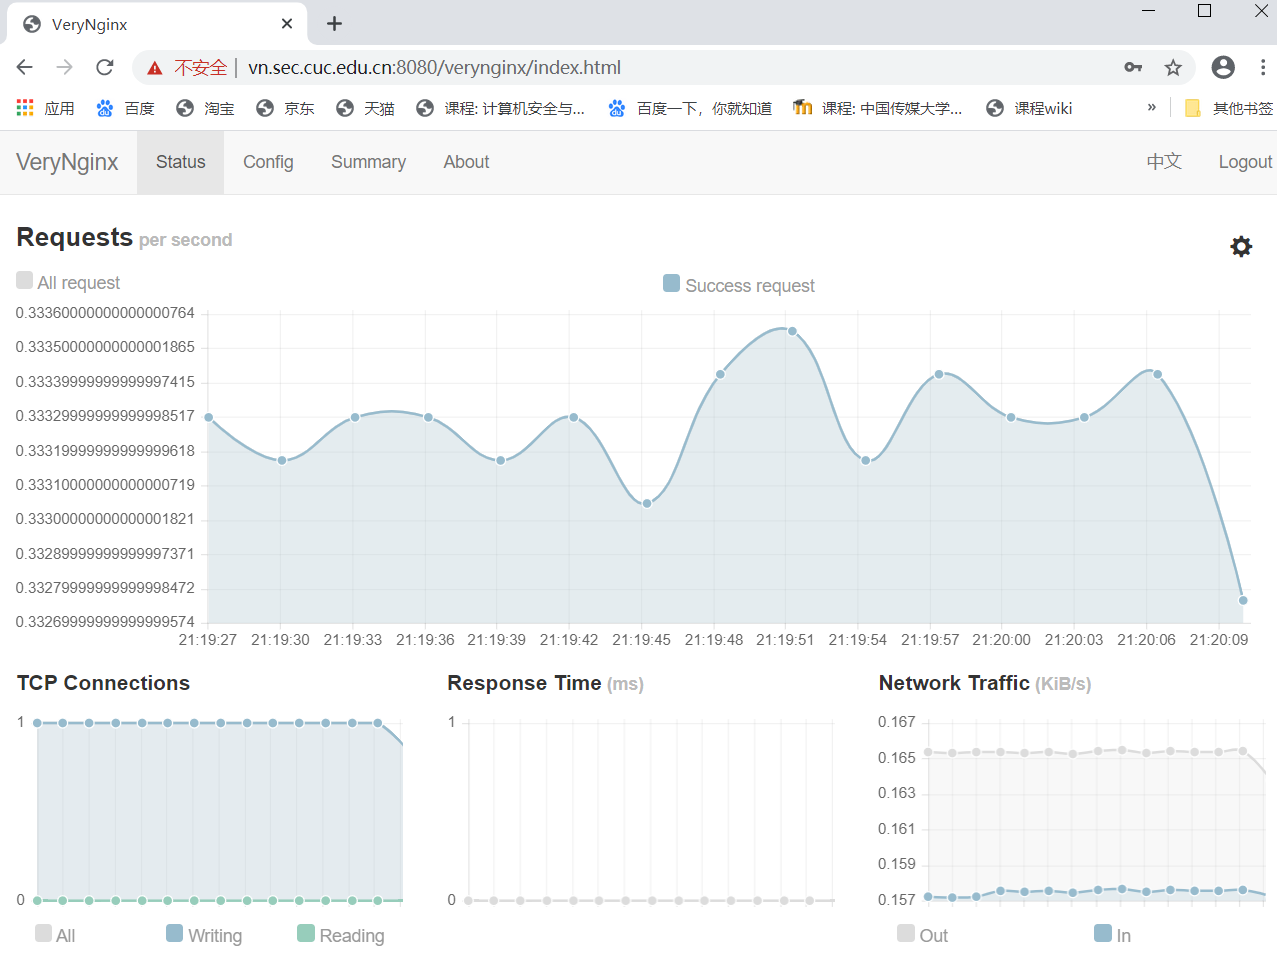 VeryNginx
不安全 vn.sec.cuc.edu.cn:8080/verynginx/index.html
应用 百度 淘宝 京东 天猫 课程: 计算机安全与... 百度一下，你就知道 课程: 中国传媒大学... 课程wiki » 其他书签
VeryNginx Status Config Summary About 中文 Logout
Requests per second
All request Success request
0.33360000000000000764
0.33350000000000001865
0.33339999999999997415
0.33329999999999998517
0.33319999999999999618
0.33310000000000000719
0.33300000000000001821
0.33289999999999997371
0.33279999999999998472
0.33269999999999999574
21:19:27 21:19:30 21:19:33 21:19:36 21:19:39 21:19:42 21:19:45 21:19:48 21:19:51 21:19:54 21:19:57 21:20:00 21:20:03 21:20:06 21:20:09
TCP Connections
1
0
All Writing Reading
Response Time (ms)
1
0
Network Traffic (KiB/s)
0.167
0.165
0.163
0.161
0.159
0.157
Out In